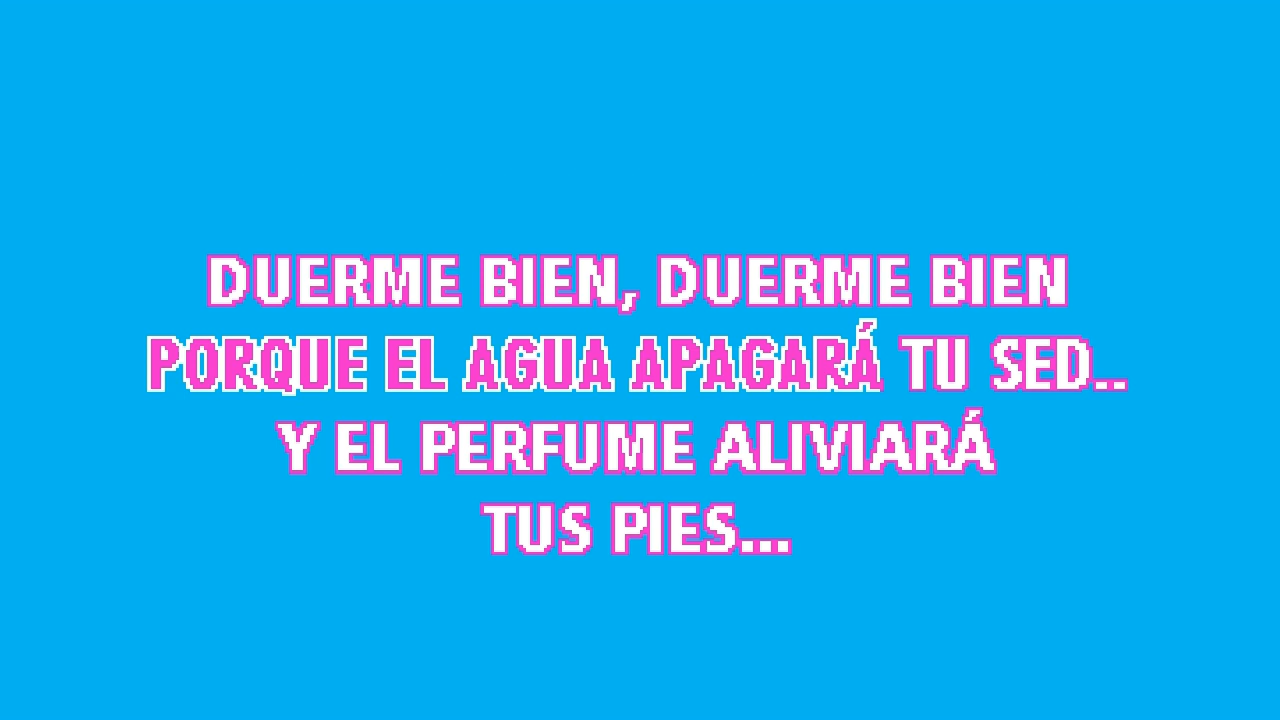 DUERME BIEN, DUERME BIEN
PORQUE EL AGUA APAGARÁ TU SED..
Y EL PERFUME ALIVIARÁ
TUS PIES...